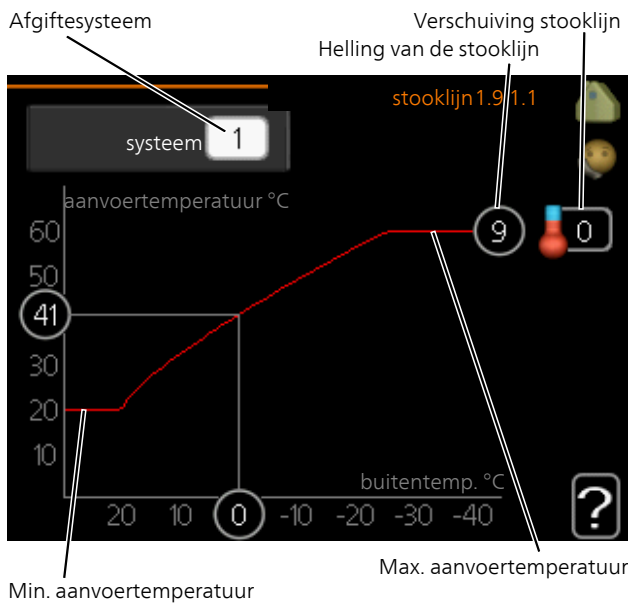 Afgiftesysteem
Verschuiving stooklijn
Helling van de stooklijn
stooklijn 1.9.1.1
systeem 1
aanvoertemperatuur °C
60
9
0
50
41
30
20
10
buitentemp. °C
20 10 0 -10 -20 -30 -40
?
Max. aanvoertemperatuur
Min. aanvoertemperatuur